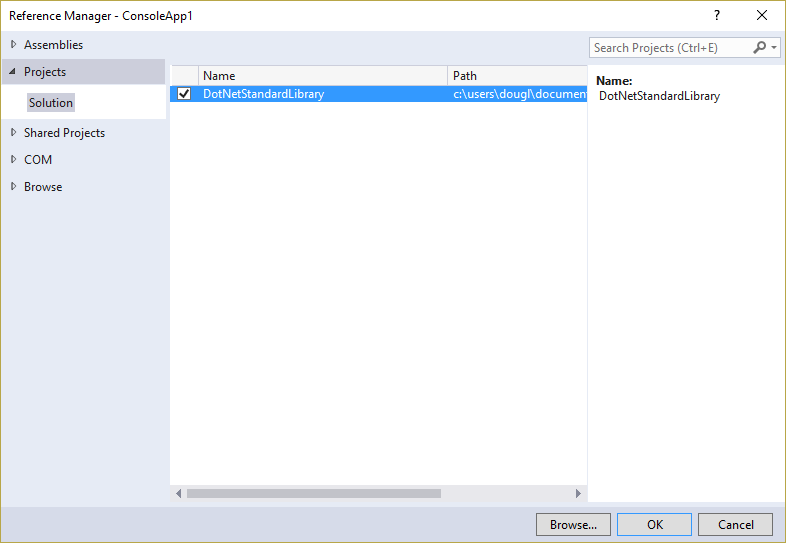 Reference Manager - ConsoleApp1
?
Assemblies
Projects
Solution
Shared Projects
COM
Browse
Name Path
DotNetStandardLibrary c:\users\dougl\document
Search Projects (Ctrl+E)
Name:
DotNetStandardLibrary
Browse... OK Cancel